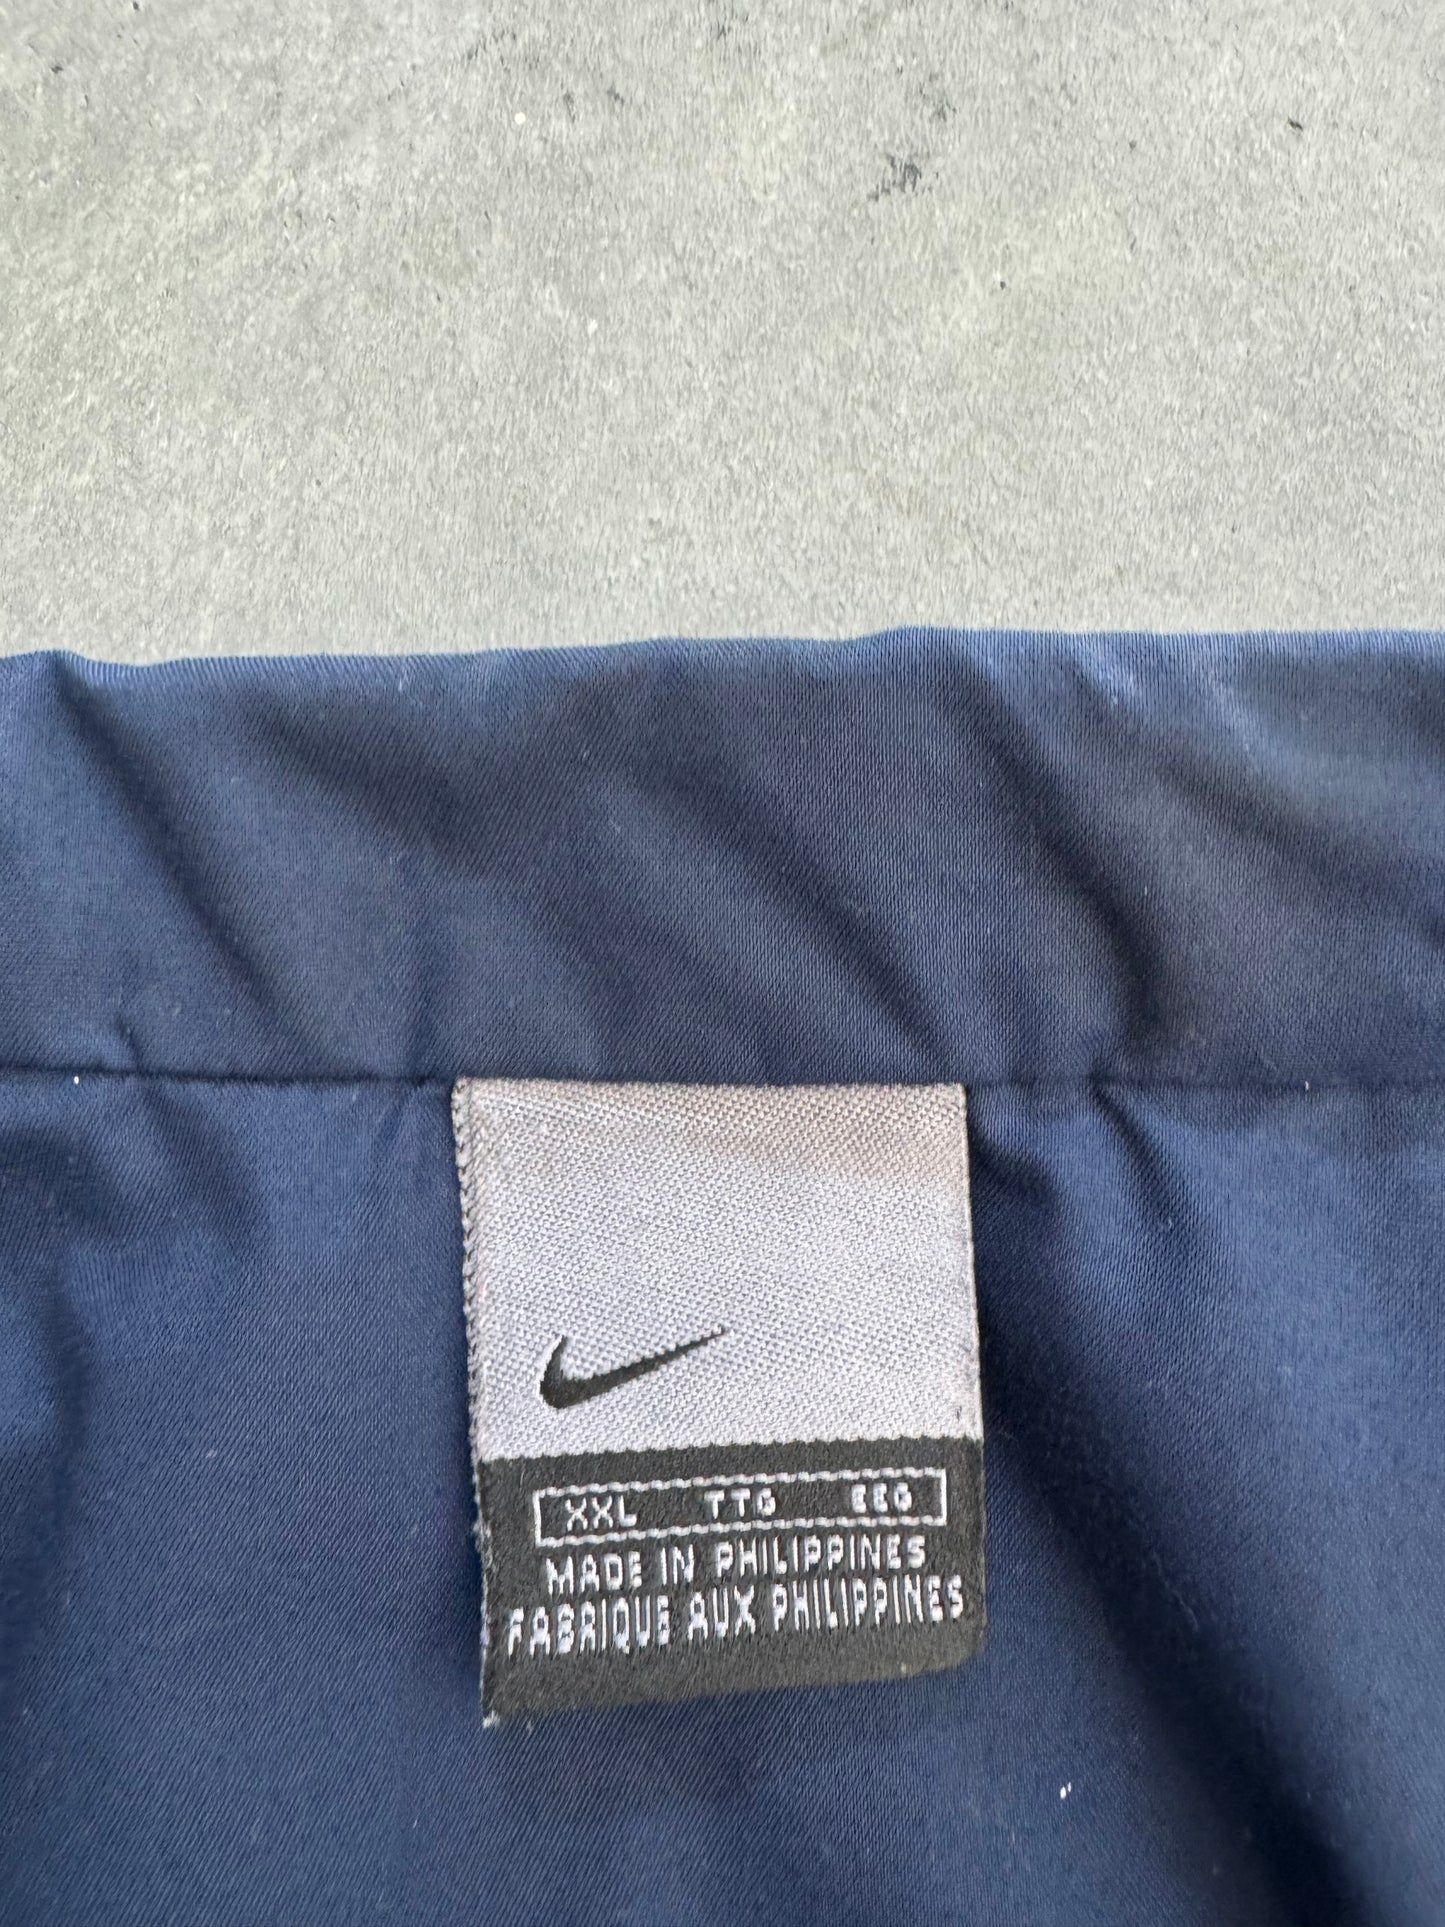 XXL TTG EEG
MADE IN PHILIPPINES
FABRIQUE AUX PHILIPPINES